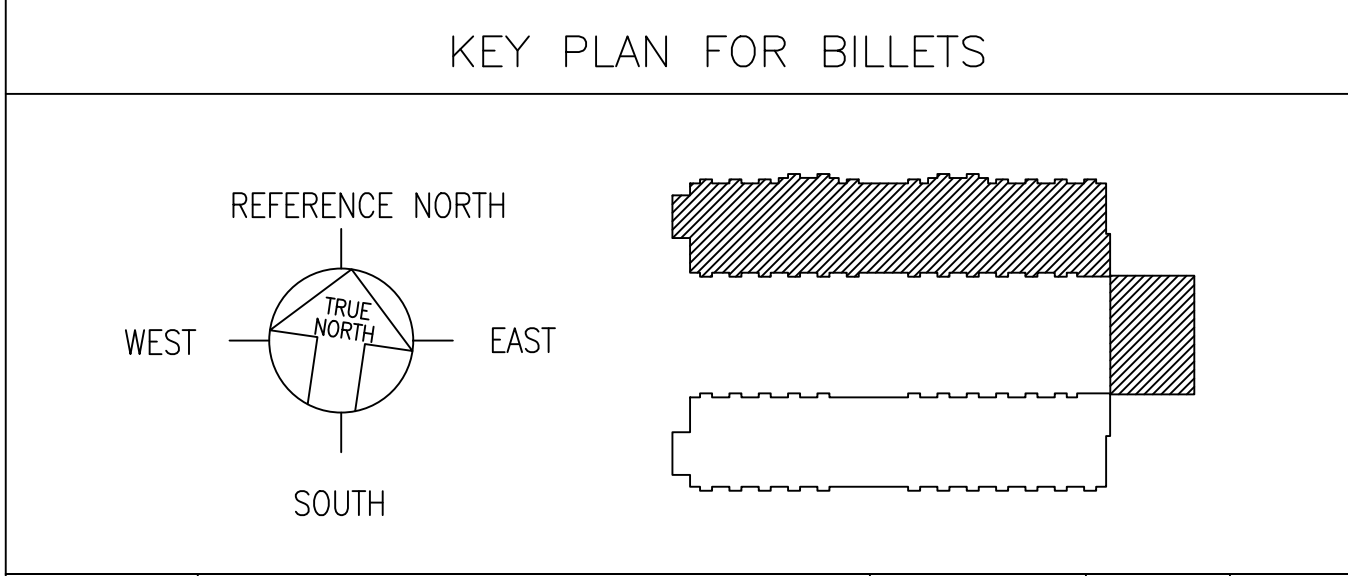 KEY PLAN FOR BILLETS
REFERENCE NORTH
TRUE
NORTH
WEST
EAST
SOUTH